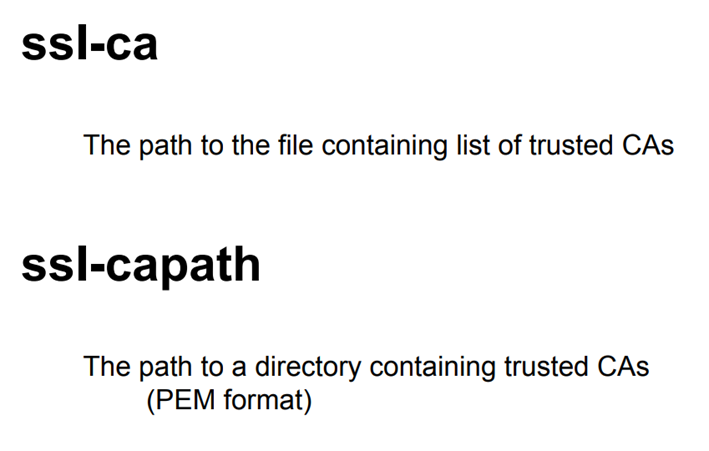 ssl-ca
The path to the file containing list of trusted CAs
ssl-capath
The path to a directory containing trusted CAs
(PEM format)